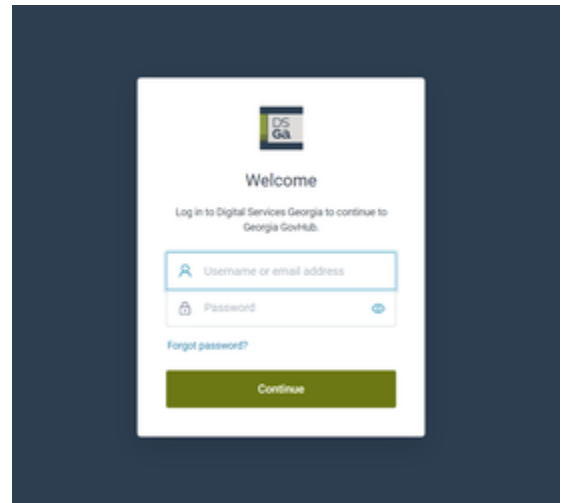 DS
GA
Welcome
Log in to Digital Services Georgia to continue to
Georgia GovHub.
Username or email address
Password
Forgot password?
Continue